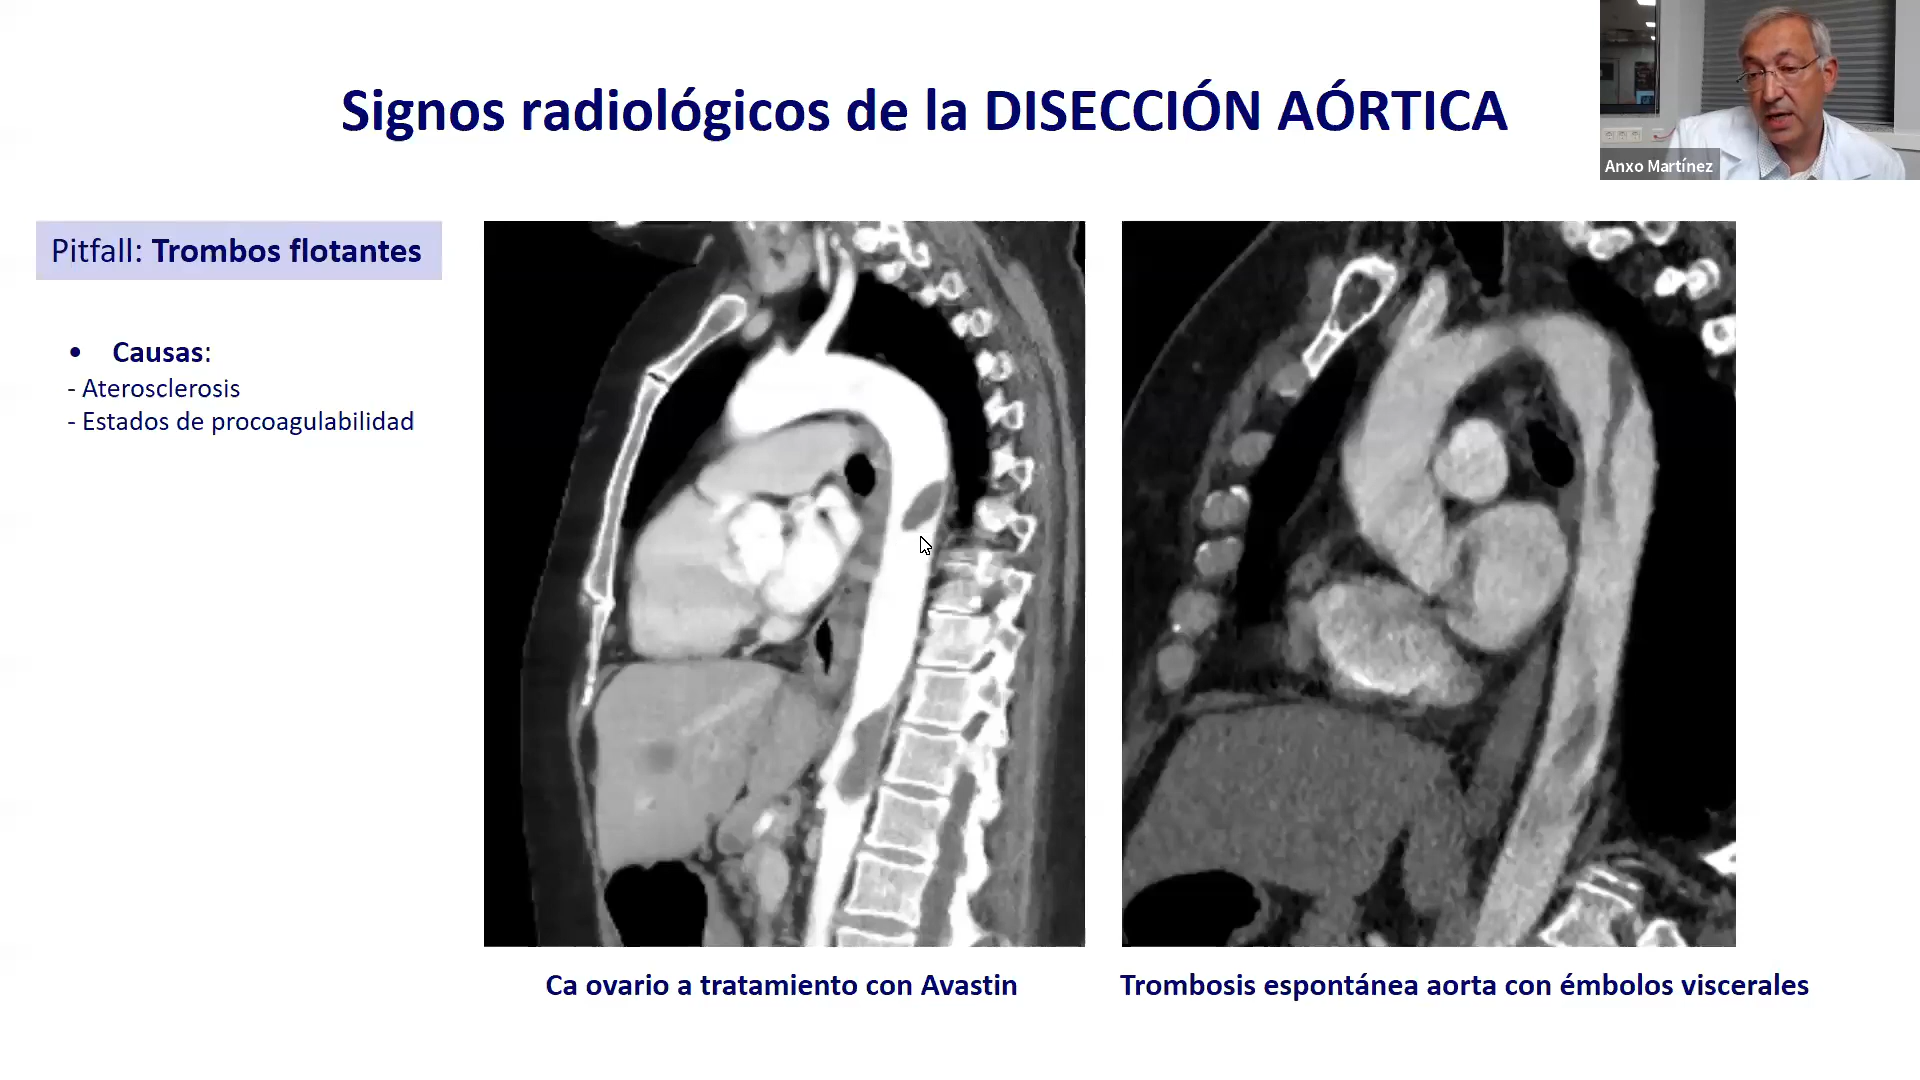 Signos radiológicos de la DISECCIÓN AÓRTICA
Anxo Martínez
Pitfall: Trombos flotantes
• Causas:
- Aterosclerosis
- Estados de procoagulabilidad
Ca ovario a tratamiento con Avastin
Trombosis espontánea aorta con émbolos viscerales